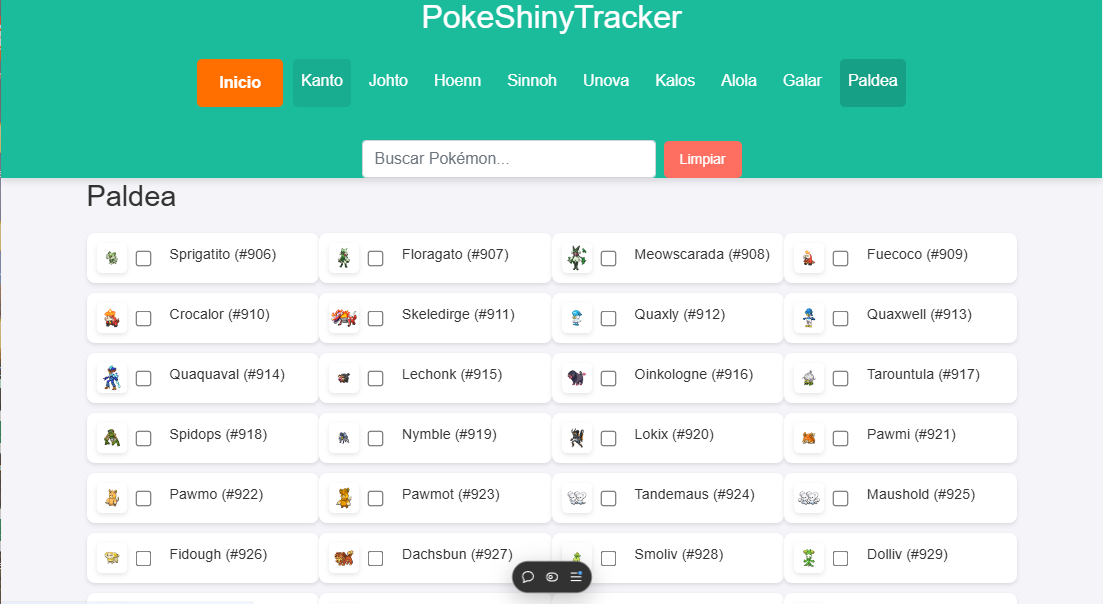 PokeShinyTracker
Inicio Kanto Johto Hoenn Sinnoh Unova Kalos Alola Galar Paldea
Buscar Pokémon... Limpiar
Paldea
Sprigatito (#906) Floragato (#907) Meowscarada (#908) Fuecoco (#909)
Crocalor (#910) Skeledirge (#911) Quaxly (#912) Quaxwell (#913)
Quaquaval (#914) Lechonk (#915) Oinkologne (#916) Tarountula (#917)
Spidops (#918) Nymble (#919) Lokix (#920) Pawmi (#921)
Pawmo (#922) Pawmot (#923) Tandemaus (#924) Maushold (#925)
Fidough (#926) Dachsbun (#927) Smoliv (#928) Dolliv (#929)